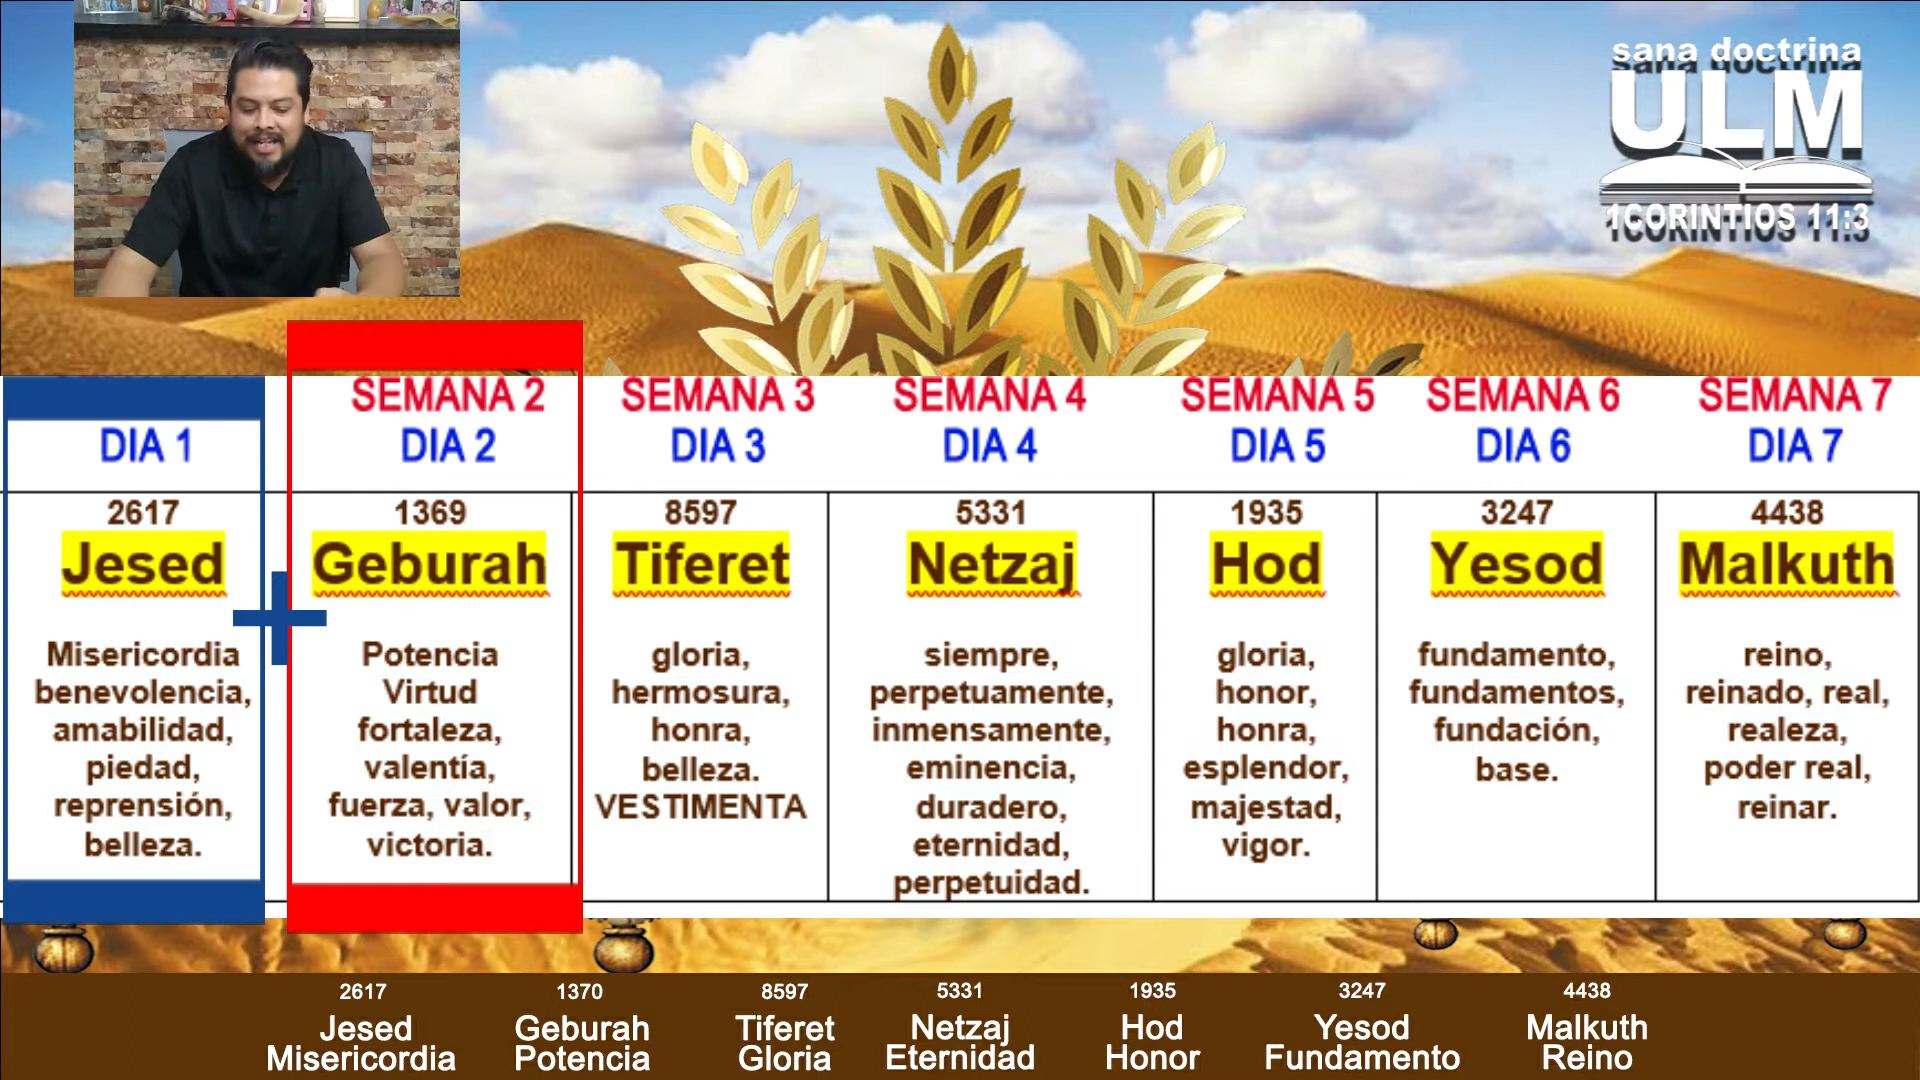 sana doctrina
ULM
1CORINTIOS 11:3
SEMANA 2
SEMANA 3
SEMANA 4
SEMANA 5
SEMANA 6
SEMANA 7
DIA 1
DIA 2
DIA 3
DIA 4
DIA 5
DIA 6
DIA 7
2617
Jesed
Misericordia
benevolencia,
amabilidad,
piedad,
reprensión,
belleza.
1369
Geburah
Potencia
Virtud
fortaleza,
valentía,
fuerza, valor,
victoria.
8597
Tiferet
gloria,
hermosura,
honra,
belleza.
VESTIMENTA
5331
Netzaj
siempre,
perpetuamente,
inmensamente,
eminencia,
duradero,
eternidad,
perpetuidad.
1935
Hod
gloria,
honor,
honra,
esplendor,
majestad,
vigor.
3247
Yesod
fundamento,
fundamentos,
fundación,
base.
4438
Malkuth
reino,
reinado, real,
realeza,
poder real,
reinar.
2617
Jesed
Misericordia
1370
Geburah
Potencia
8597
Tiferet
Gloria
5331
Netzaj
Eternidad
1935
Hod
Honor
3247
Yesod
Fundamento
4438
Malkuth
Reino